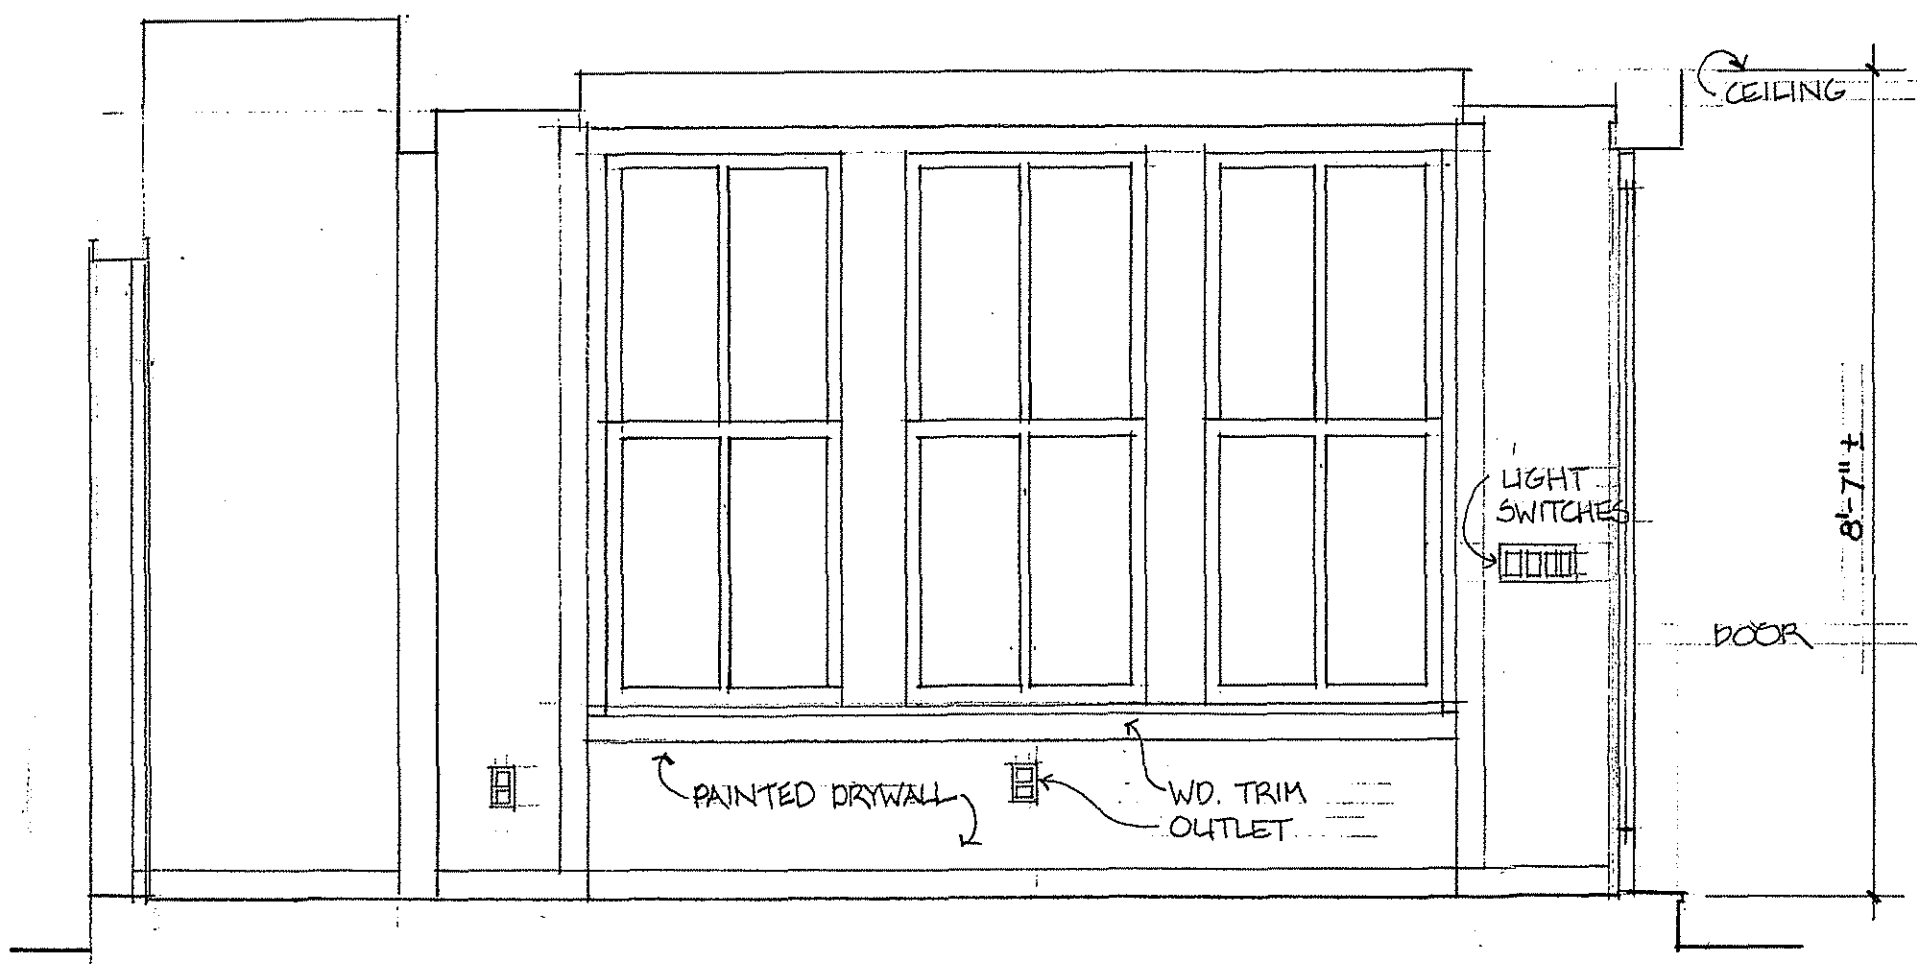 CEILING
LIGHT
SWITCHES
8'-7" ±
DOOR
PAINTED DRYWALL
WD. TRIM
OUTLET